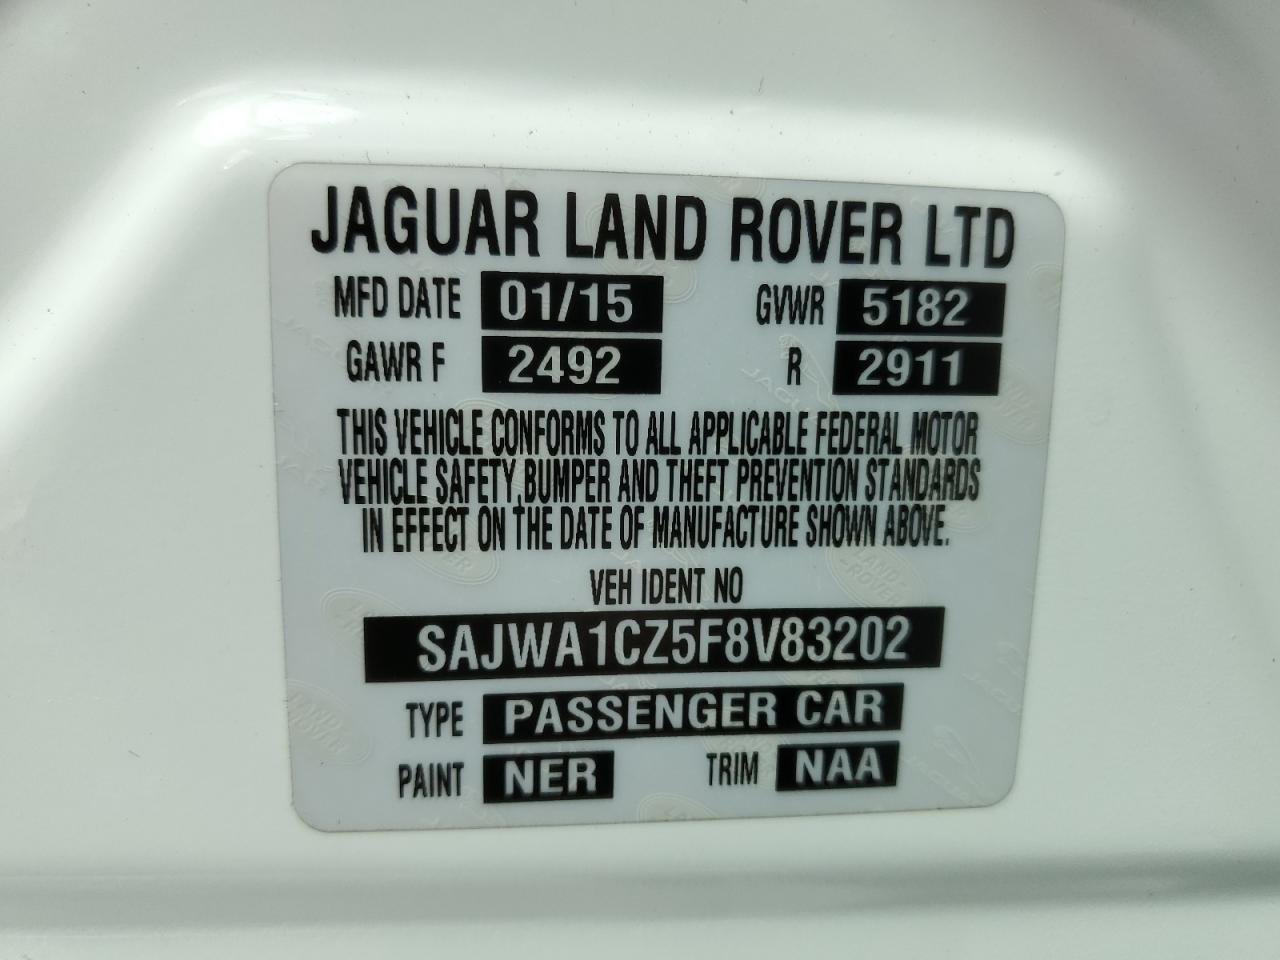 JAGUAR LAND ROVER LTD
MFD DATE 01/15 GVWR 5182
GAWR F 2492 R 2911
THIS VEHICLE CONFORMS TO ALL APPLICABLE FEDERAL MOTOR
VEHICLE SAFETY,BUMPER AND THEFT PREVENTION STANDARDS
IN EFFECT ON THE DATE OF MANUFACTURE SHOWN ABOVE.
VEH IDENT NO
SAJWA1CZ5F8V83202
TYPE PASSENGER CAR
PAINT NER TRIM NAA